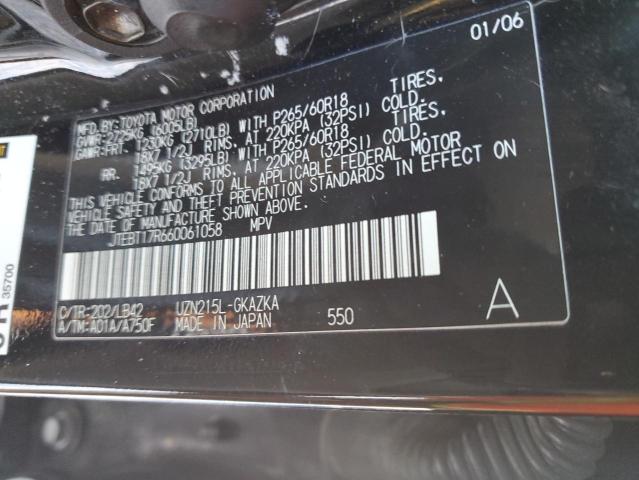 01/06
MFD.BY:TOYOTA MOTOR CORPORATION
GVWR:2725KG (6005LB)
GAWR:FRT. 1230KG (2710LB) WITH P265/60R18 TIRES,
18X7 1/2J RIMS, AT 220KPA (32PSI) COLD.
RR. 1495KG (3295LB) WITH P265/60R18 TIRES,
18X7 1/2J RIMS, AT 220KPA (32PSI) COLD.
THIS VEHICLE CONFORMS TO ALL APPLICABLE FEDERAL MOTOR
VEHICLE SAFETY AND THEFT PREVENTION STANDARDS IN EFFECT ON
THE DATE OF MANUFACTURE SHOWN ABOVE.
JTEBT17R660061058 MPV
C/TR:202/LB42 UZN215L-GKAZKA
A/TM:A01A/A750F MADE IN JAPAN 550 A
35700